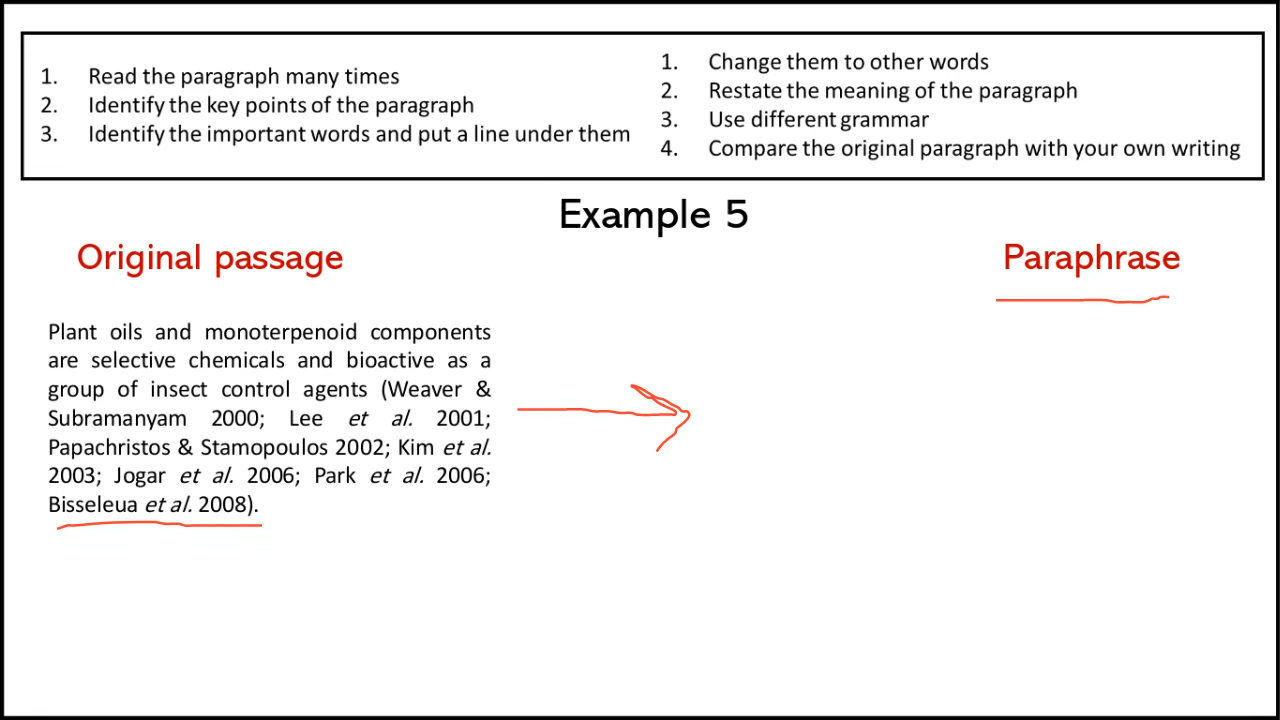 1. Read the paragraph many times
2. Identify the key points of the paragraph
3. Identify the important words and put a line under them
1. Change them to other words
2. Restate the meaning of the paragraph
3. Use different grammar
4. Compare the original paragraph with your own writing
Example 5
Original passage
Paraphrase
Plant oils and monoterpenoid components
are selective chemicals and bioactive as a
group of insect control agents (Weaver &
Subramanyam 2000; Lee et al. 2001;
Papachristos & Stamopoulos 2002; Kim et al.
2003; Jogar et al. 2006; Park et al. 2006;
Bisseleua et al. 2008).